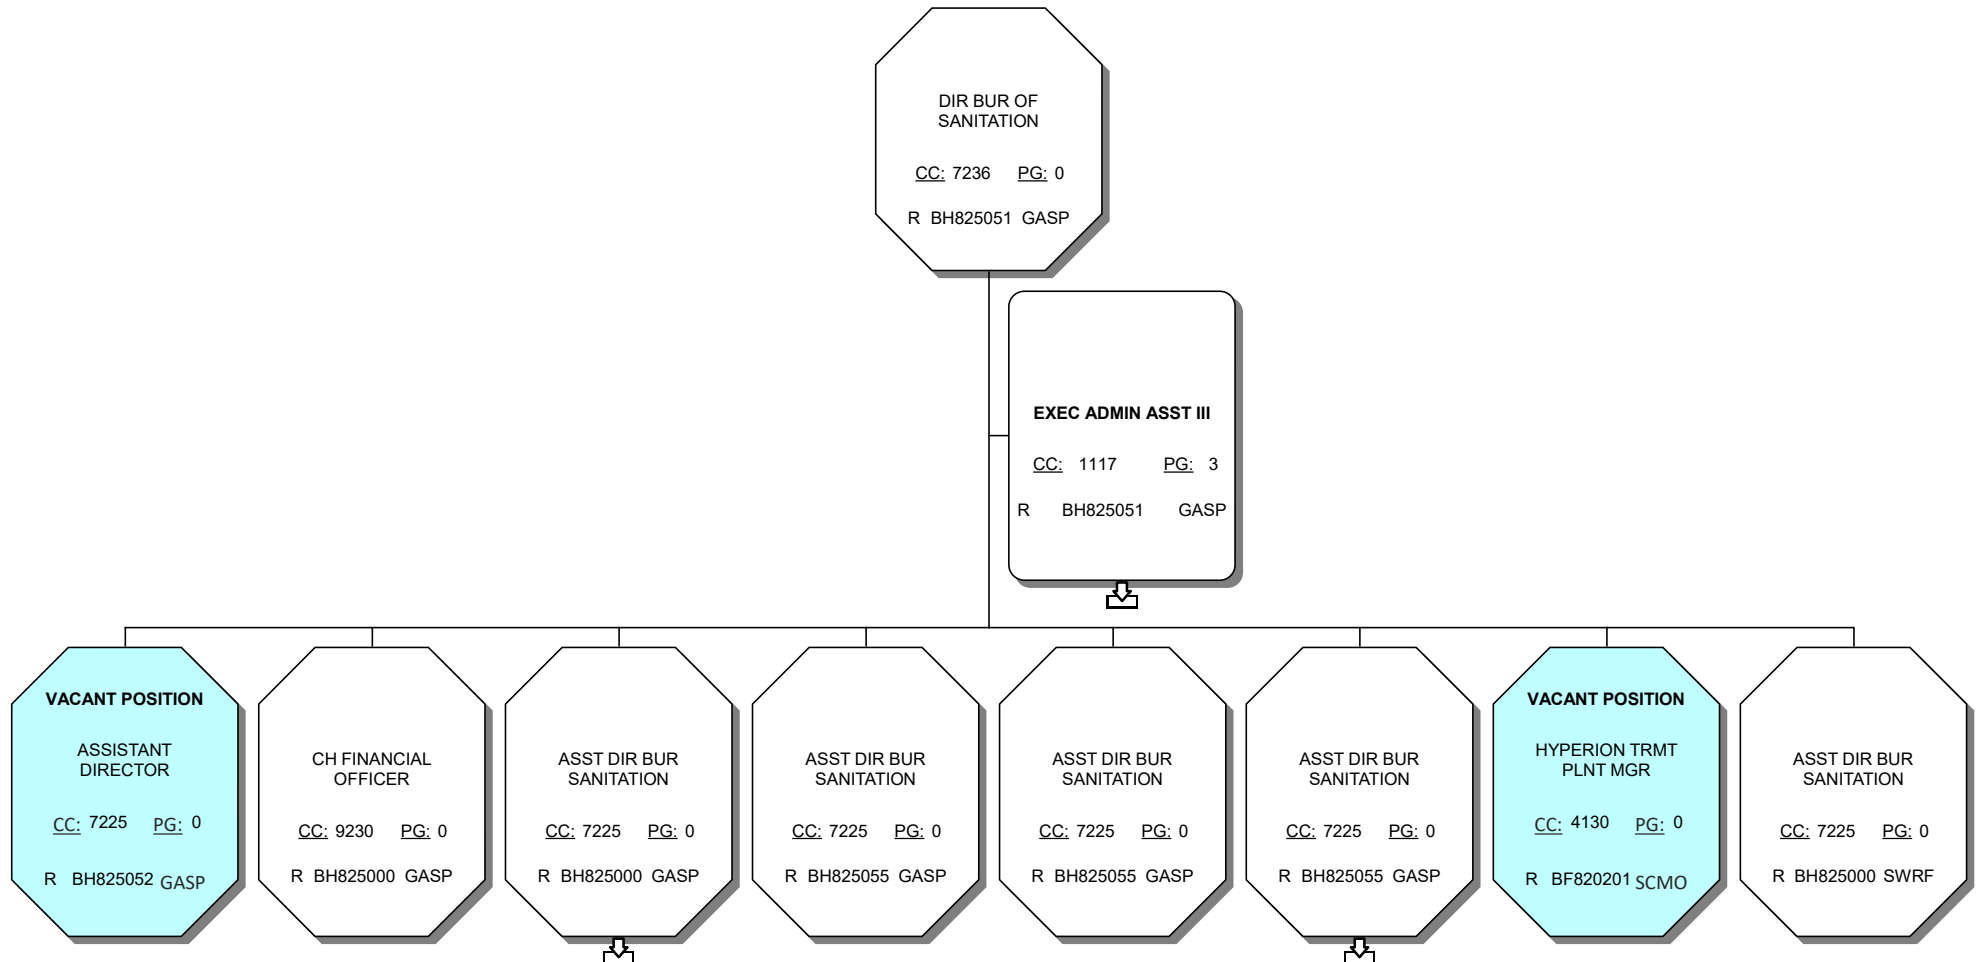 DIR BUR OF
SANITATION
CC: 7236 PG: 0
R BH825051 GASP
EXEC ADMIN ASST III
CC: 1117 PG: 3
R BH825051 GASP
VACANT POSITION
ASSISTANT
DIRECTOR
CC: 7225 PG: 0
R BH825052 GASP
CH FINANCIAL
OFFICER
CC: 9230 PG: 0
R BH825000 GASP
ASST DIR BUR
SANITATION
CC: 7225 PG: 0
R BH825000 GASP
ASST DIR BUR
SANITATION
CC: 7225 PG: 0
R BH825055 GASP
ASST DIR BUR
SANITATION
CC: 7225 PG: 0
R BH825055 GASP
ASST DIR BUR
SANITATION
CC: 7225 PG: 0
R BH825055 GASP
VACANT POSITION
HYPERION TRMT
PLNT MGR
CC: 4130 PG: 0
R BF820201 SCMO
ASST DIR BUR
SANITATION
CC: 7225 PG: 0
R BH825000 SWRF